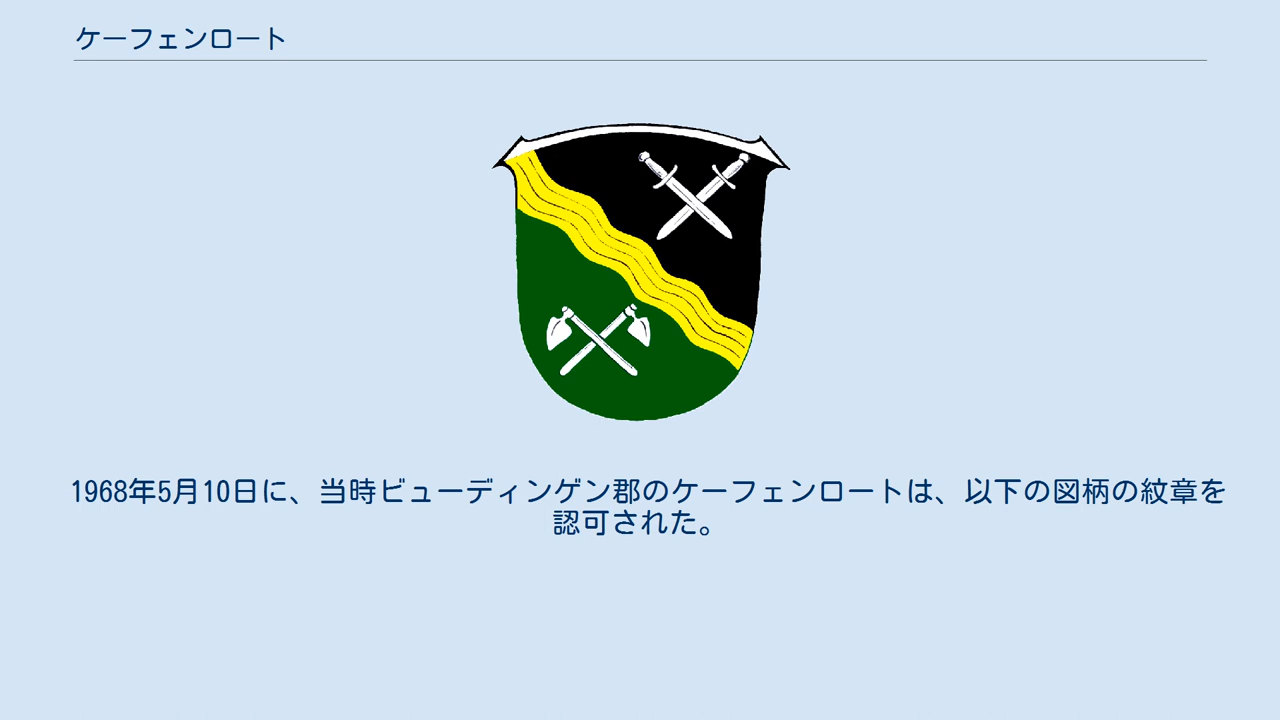 ケーフェンロート
1968年5月10日に、当時ビューディンゲン郡のケーフェンロートは、以下の図柄の紋章を
認可された。